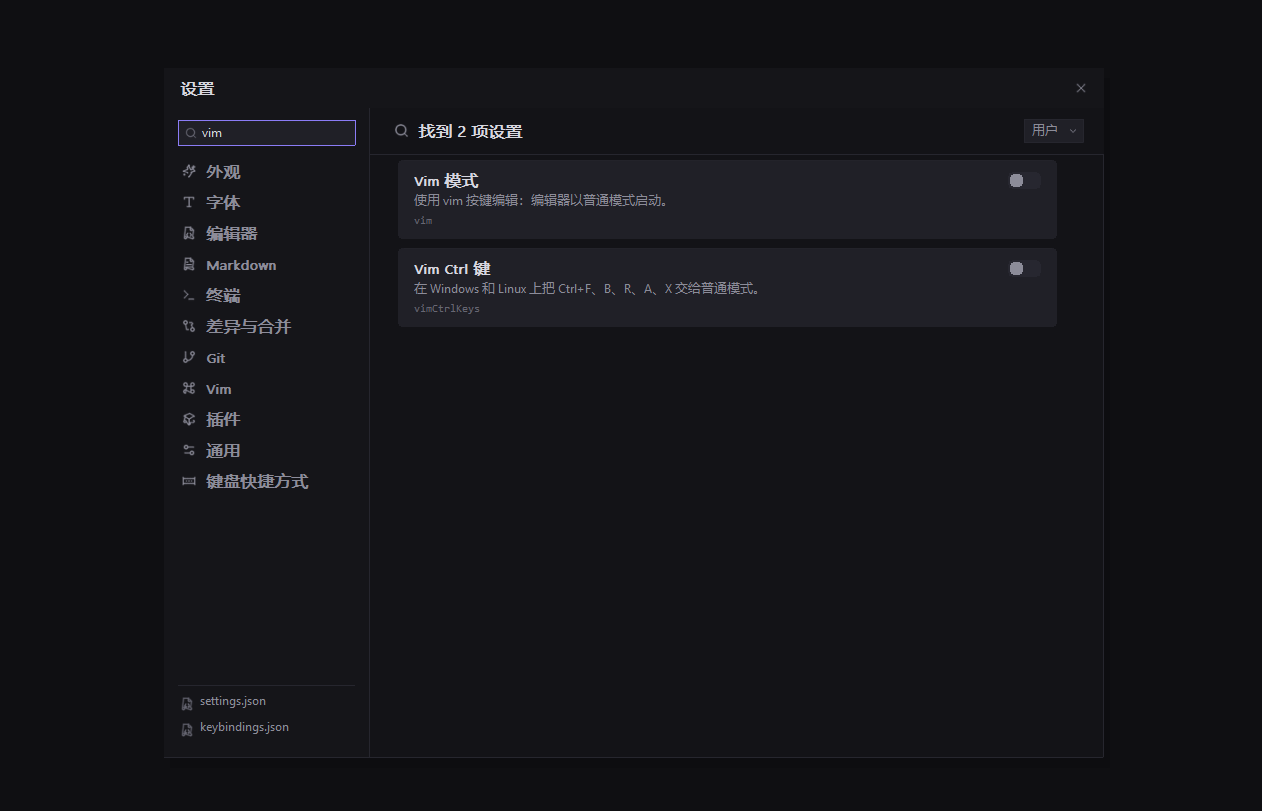 设置
vim
外观
字体
编辑器
Markdown
终端
差异与合并
Git
Vim
插件
通用
键盘快捷方式
settings.json
keybindings.json
找到 2 项设置
用户
Vim 模式
使用 vim 按键编辑：编辑器以普通模式启动。
vim
Vim Ctrl 键
在 Windows 和 Linux 上把 Ctrl+F、B、R、A、X 交给普通模式。
vimCtrlKeys